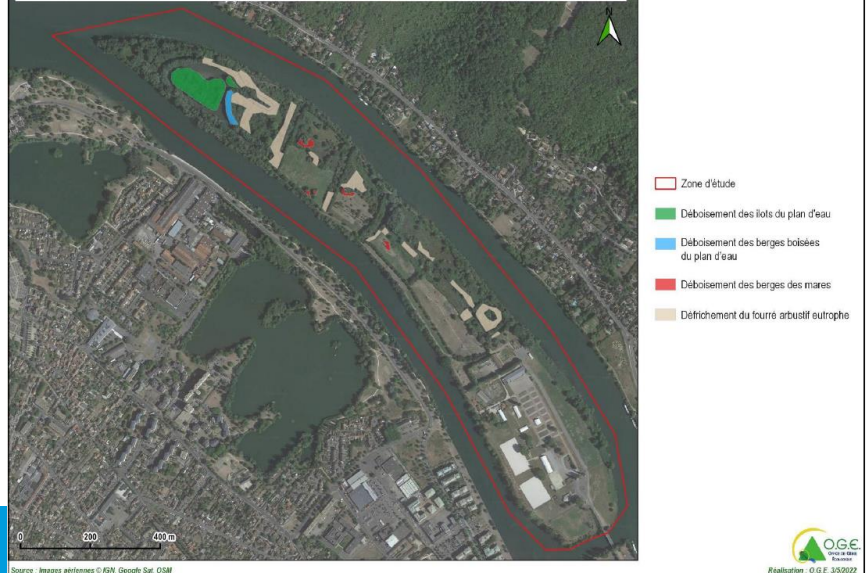 N
Zone d'étude
Déboisement des ilots du plan d'eau
Déboisement des berges boisées
du plan d'eau
Déboisement des berges des mares
Défrichement du fourré arbustif eutrophe
0 200 400 m
O.G.E.
Source : Images aériennes © IGN, Google Sat, OSM
Réalisation : O.G.E. 3/5/2022